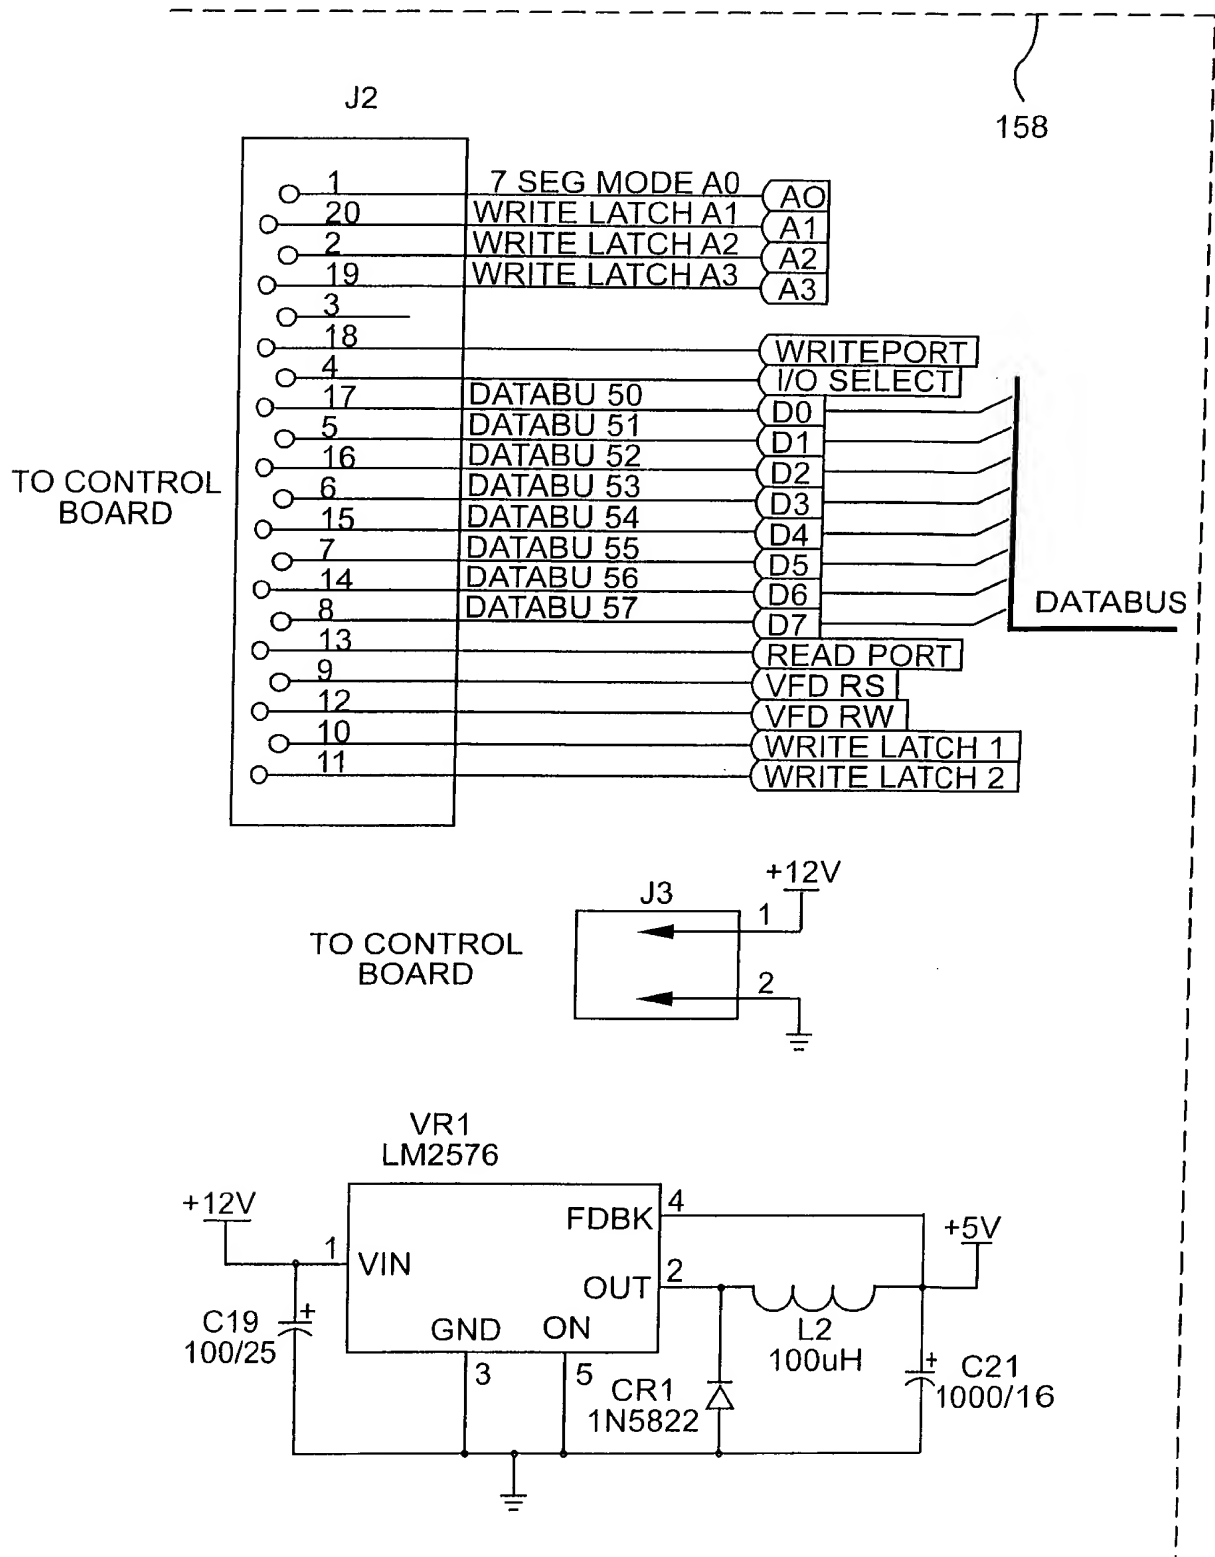 158
J2
1 7 SEG MODE A0 AO
20 WRITE LATCH A1 A1
2 WRITE LATCH A2 A2
19 WRITE LATCH A3 A3
3
18 WRITEPORT
4 I/O SELECT
17 DATABU 50 D0
5 DATABU 51 D1
16 DATABU 52 D2
6 DATABU 53 D3
15 DATABU 54 D4
7 DATABU 55 D5
14 DATABU 56 D6
8 DATABU 57 D7
13 READ PORT
9 VFD RS
12 VFD RW
10 WRITE LATCH 1
11 WRITE LATCH 2
TO CONTROL
BOARD
DATABUS
+12V
J3
1
2
TO CONTROL
BOARD
VR1
LM2576
+12V
1 VIN
FDBK 4
+5V
OUT 2
GND ON
3 5
C19 +
100/25
L2
100uH
CR1
1N5822
+ C21
1000/16